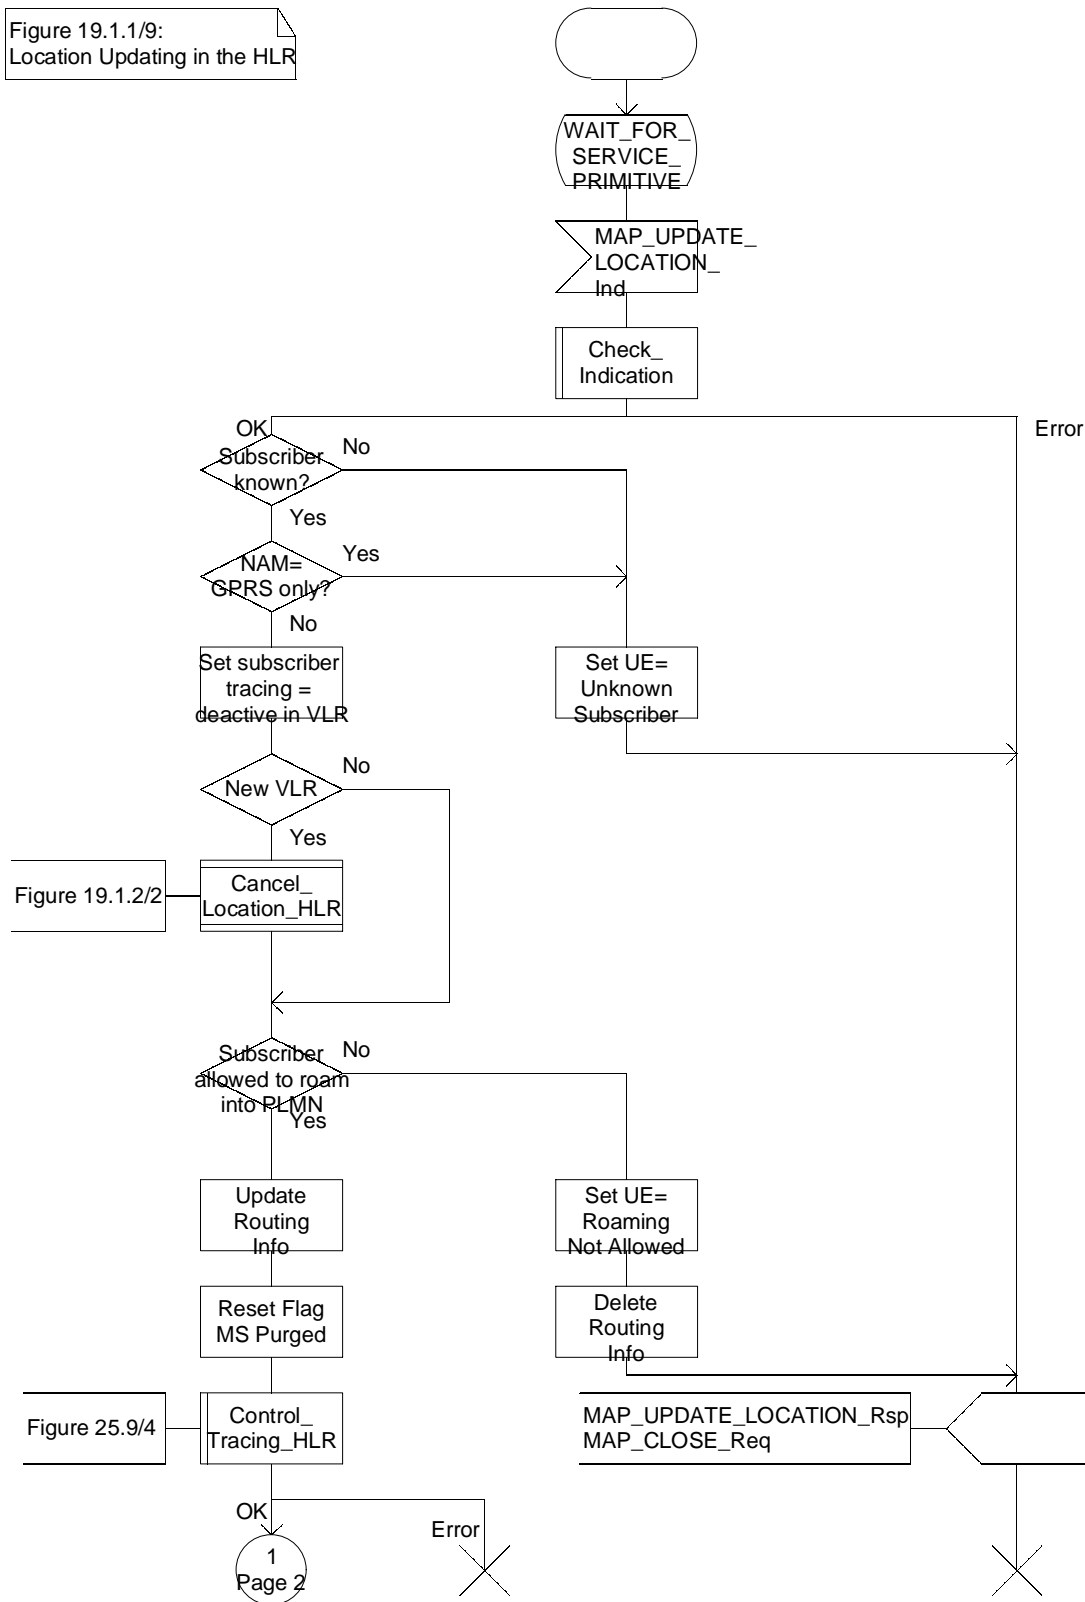 Figure 19.1.1/9:
Location Updating in the HLR
WAIT_FOR_
SERVICE_
PRIMITIVE
MAP_UPDATE_
LOCATION_
Ind
Check_
Indication
OK
Error
Subscriber
known?
No
Yes
NAM=
GPRS only?
Yes
No
Set subscriber
tracing =
deactive in VLR
Set UE=
Unknown
Subscriber
New VLR
No
Yes
Figure 19.1.2/2
Cancel_
Location_HLR
Subscriber
allowed to roam
into PLMN
No
Yes
Update
Routing
Info
Set UE=
Roaming
Not Allowed
Reset Flag
MS Purged
Delete
Routing
Info
Figure 25.9/4
Control_
Tracing_HLR
MAP_UPDATE_LOCATION_Rsp
MAP_CLOSE_Req
OK
Error
1
Page 2